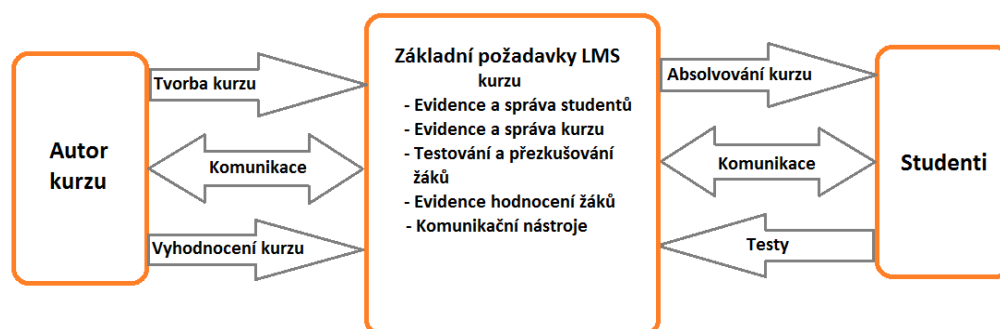 Autor
kurzu
Tvorba kurzu
Komunikace
Vyhodnocení kurzu
Základní požadavky LMS
kurzu
- Evidence a správa studentů
- Evidence a správa kurzu
- Testování a přezkušování
žáků
- Evidence hodnocení žáků
- Komunikační nástroje
Absolvování kurzu
Komunikace
Testy
Studenti